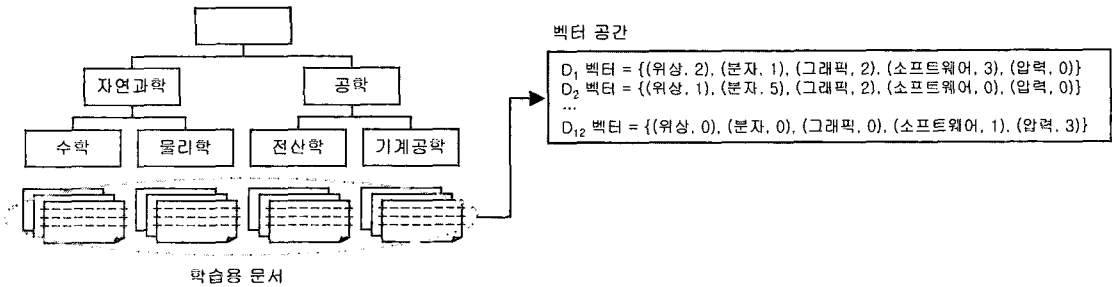 벡터 공간
자연과학 공학
수학 물리학 전산학 기계공학
학습용 문서
D₁ 벡터 = {(위상, 2), (분자, 1), (그래픽, 2), (소프트웨어, 3), (압력, 0)}
D₂ 벡터 = {(위상, 1), (분자, 5), (그래픽, 2), (소프트웨어, 0), (압력, 0)}
...
D₁₂ 벡터 = {(위상, 0), (분자, 0), (그래픽, 0), (소프트웨어, 1), (압력, 3)}